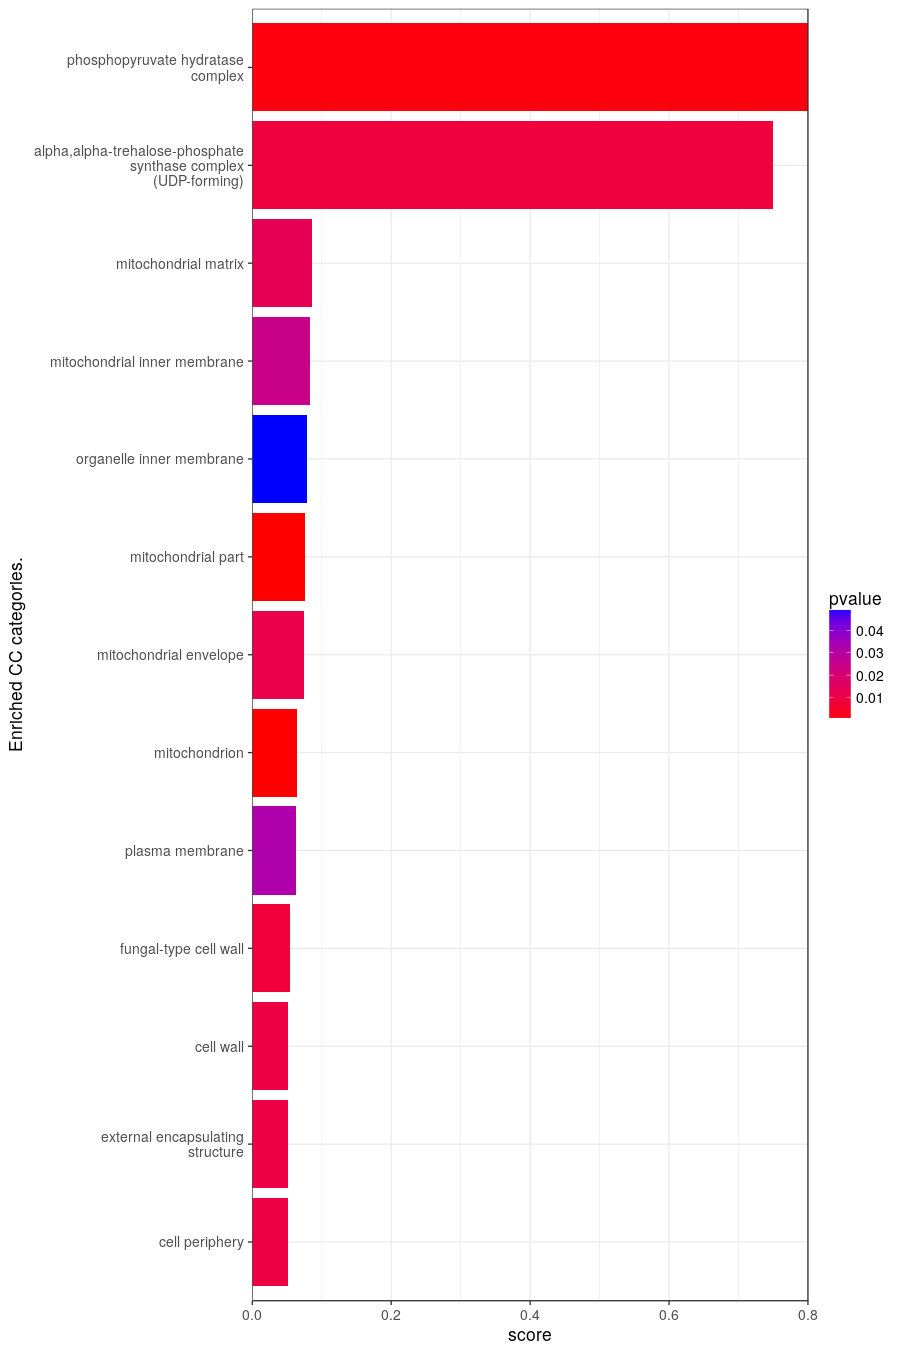 phosphopyruvate hydratase
complex
alpha,alpha-trehalose-phosphate
synthase complex
(UDP-forming)
mitochondrial matrix
mitochondrial inner membrane
organelle inner membrane
mitochondrial part
mitochondrial envelope
mitochondrion
plasma membrane
fungal-type cell wall
cell wall
external encapsulating
structure
cell periphery
Enriched CC categories.
0.0
0.2
0.4
0.6
0.8
score
pvalue
0.04
0.03
0.02
0.01